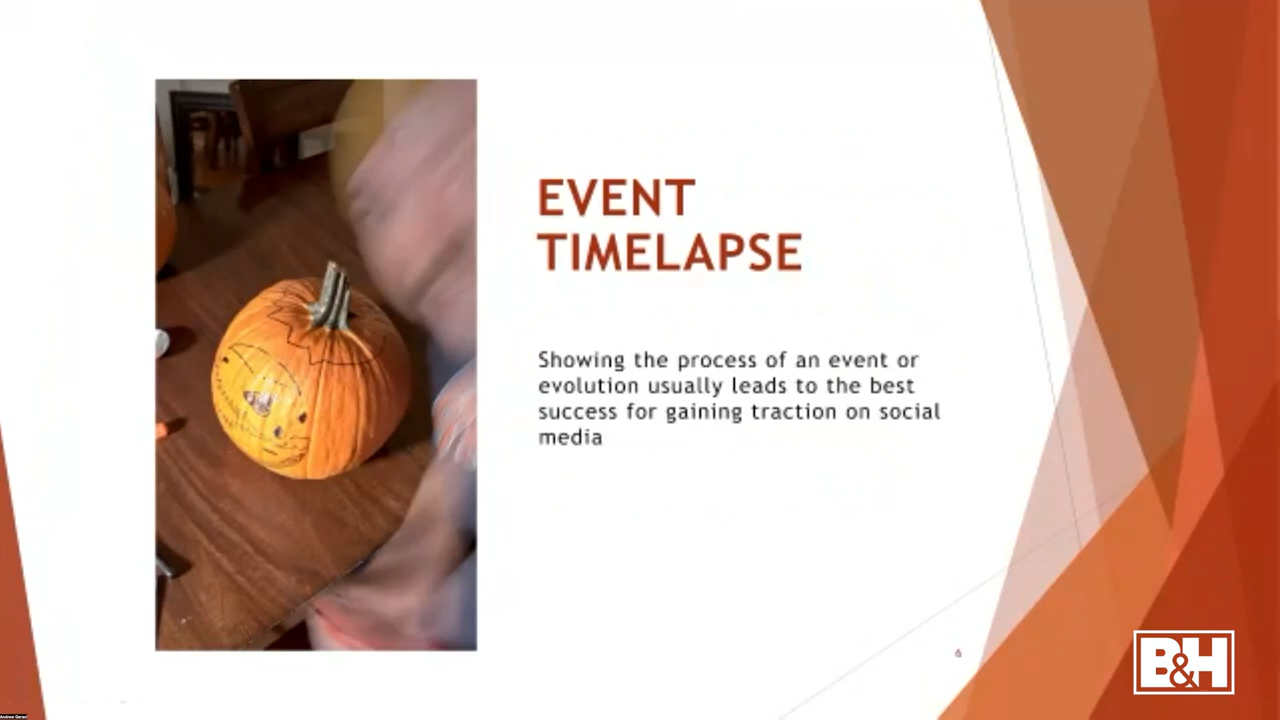 EVENT
TIMELAPSE
Showing the process of an event or
evolution usually leads to the best
success for gaining traction on social
media
6
B&H